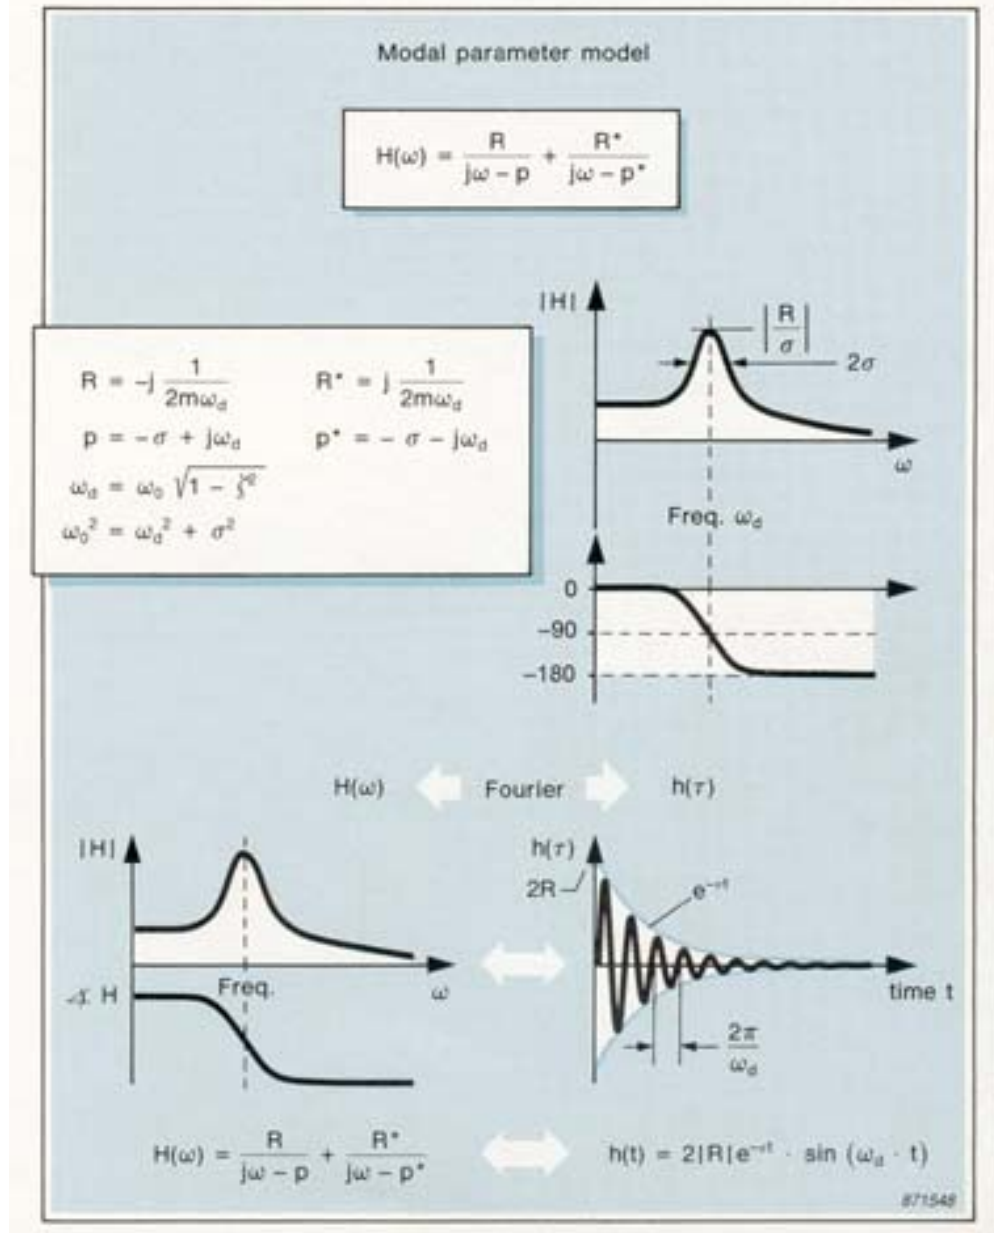 Modal parameter model
H(ω) = R / (jω − p) + R* / (jω − p*)
|H|
|R/σ|
2σ
ω
R = -j 1 / (2mω_d)
R* = j 1 / (2mω_d)
p = −σ + jω_d
p* = − σ − jω_d
ω_d = ω_0 √(1 − ζ²)
ω_0² = ω_d² + σ²
Freq. ω_d
0
−90
−180
H(ω) Fourier h(τ)
|H|
Freq.
ω
∢ H
h(τ)
2R
e^−σt
time t
2π / ω_d
H(ω) = R / (jω − p) + R* / (jω − p*)
h(t) = 2|R|e^−σt · sin (ω_d · t)
871548